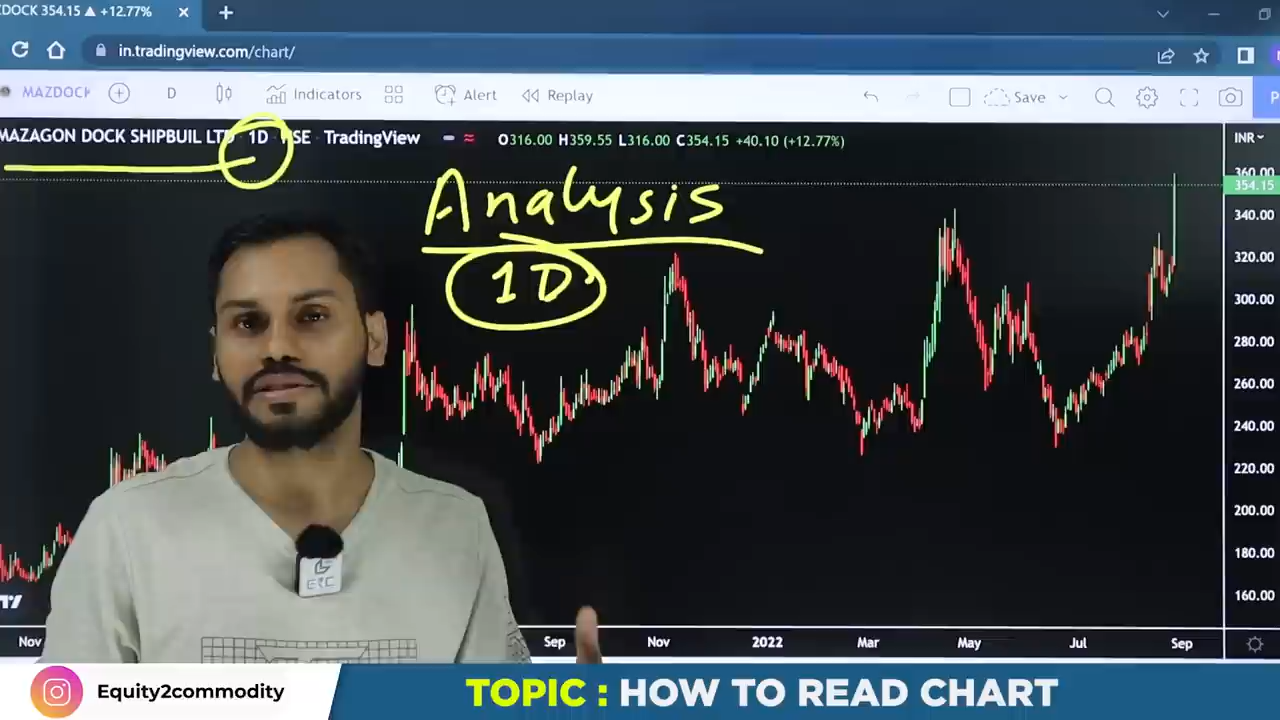 ZDOCK 354.15 ▲ +12.77%
in.tradingview.com/chart/
MAZDOCK D Indicators Alert Replay Save
MAZAGON DOCK SHIPBUIL LTD · 1D · TradingView O316.00 H359.55 L316.00 C354.15 +40.10 (+12.77%) INR
360.00
354.15
340.00
320.00
300.00
280.00
260.00
240.00
220.00
200.00
180.00
160.00
Analysis
1D
ERC
Nov Sep Nov 2022 Mar May Jul Sep
Equity2commodity
TOPIC : HOW TO READ CHART